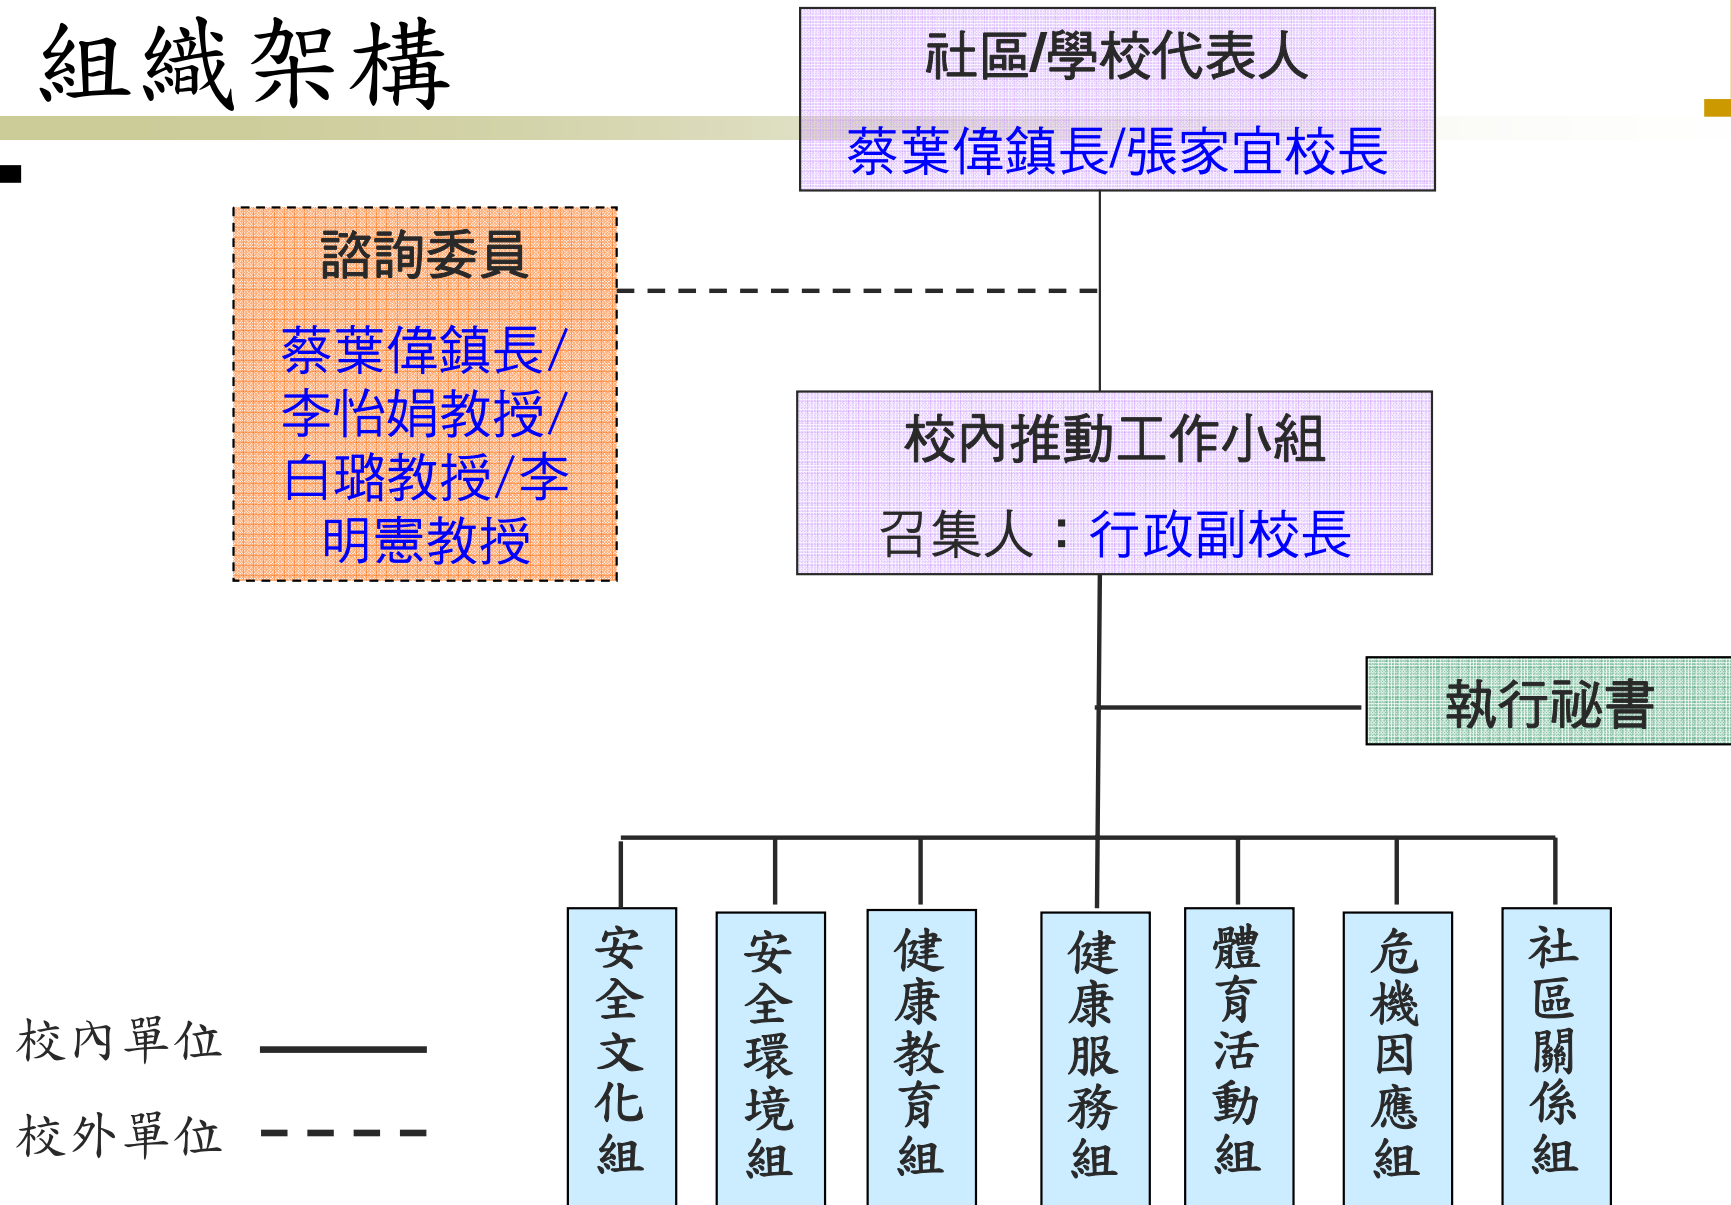 組織架構
社區/學校代表人
蔡葉偉鎮長/張家宜校長
諮詢委員
蔡葉偉鎮長/
李怡娟教授/
白璐教授/李
明憲教授
校內推動工作小組
召集人：行政副校長
執行祕書
安全文化組
安全環境組
健康教育組
健康服務組
體育活動組
危機因應組
社區關係組
校內單位
校外單位